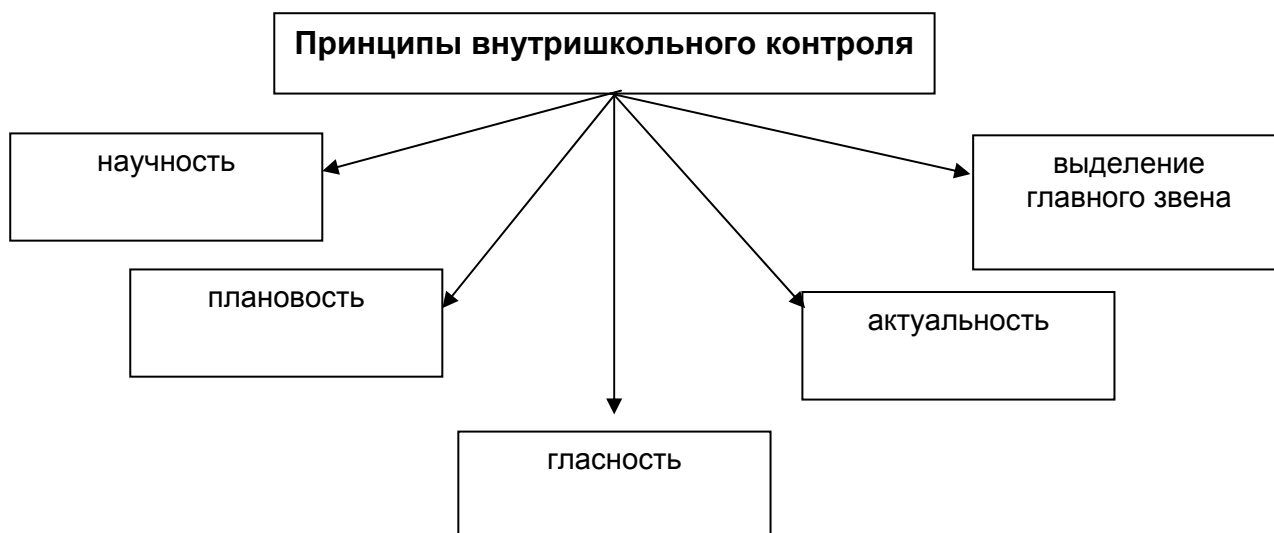 Принципы внутришкольного контроля
научность
выделение
главного звена
плановость
актуальность
гласность